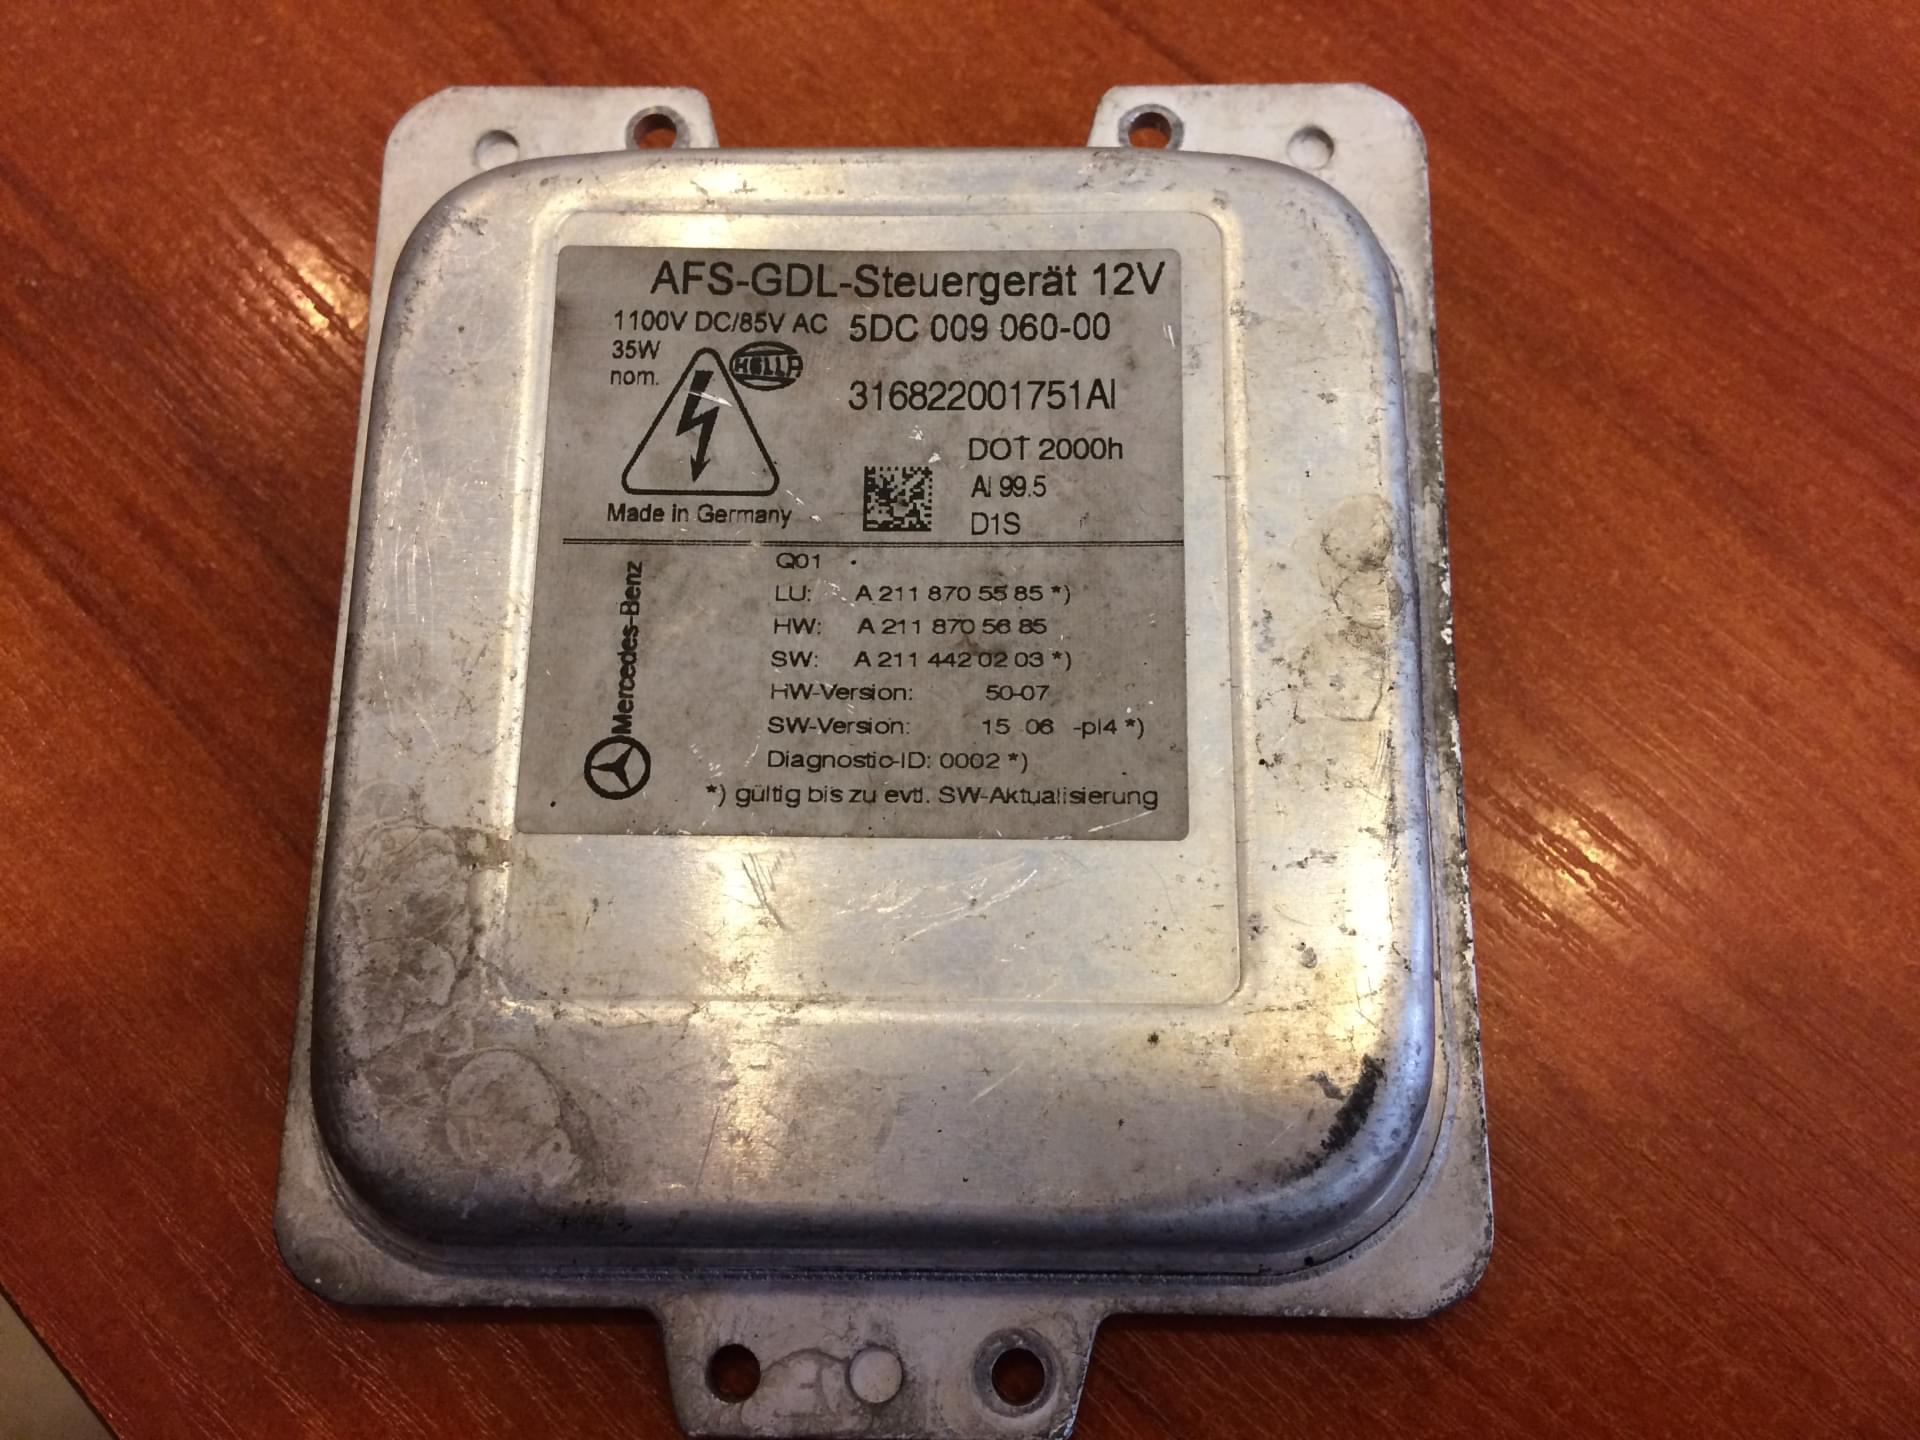 AFS-GDL-Steuergerät 12V
1100V DC/85V AC 5DC 009 060-00
35W
nom.
HELLA
316822001751AI
DOT 2000h
Al 99.5
D1S
Made in Germany
Mercedes-Benz
Q01
LU: A 211 870 55 85 *)
HW: A 211 870 56 85
SW: A 211 442 02 03 *)
HW-Version: 50-07
SW-Version: 15 06 -pl4 *)
Diagnostic-ID: 0002 *)
*) gültig bis zu evtl. SW-Aktualisierung